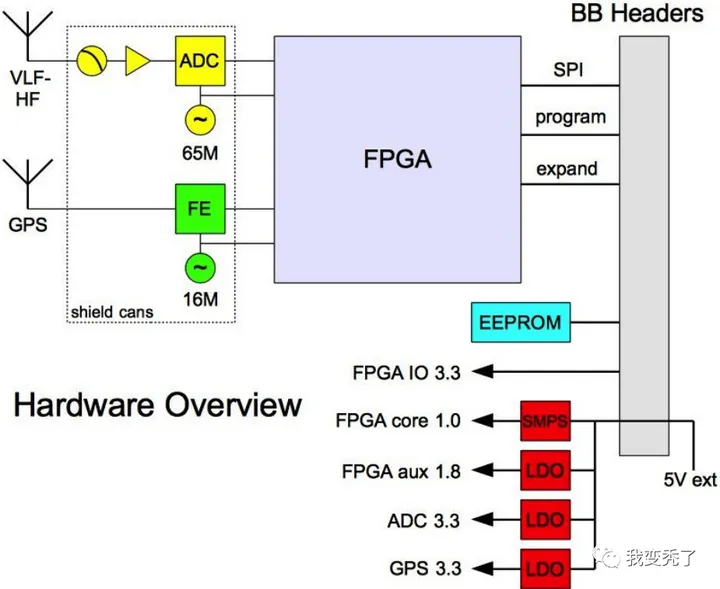 BB Headers
VLF-
HF
ADC
~
65M
FPGA
SPI
program
expand
GPS
FE
~
16M
shield cans
EEPROM
Hardware Overview
FPGA IO 3.3
FPGA core 1.0
SMPS
FPGA aux 1.8
LDO
5V ext
ADC 3.3
LDO
GPS 3.3
LDO
我变秃了